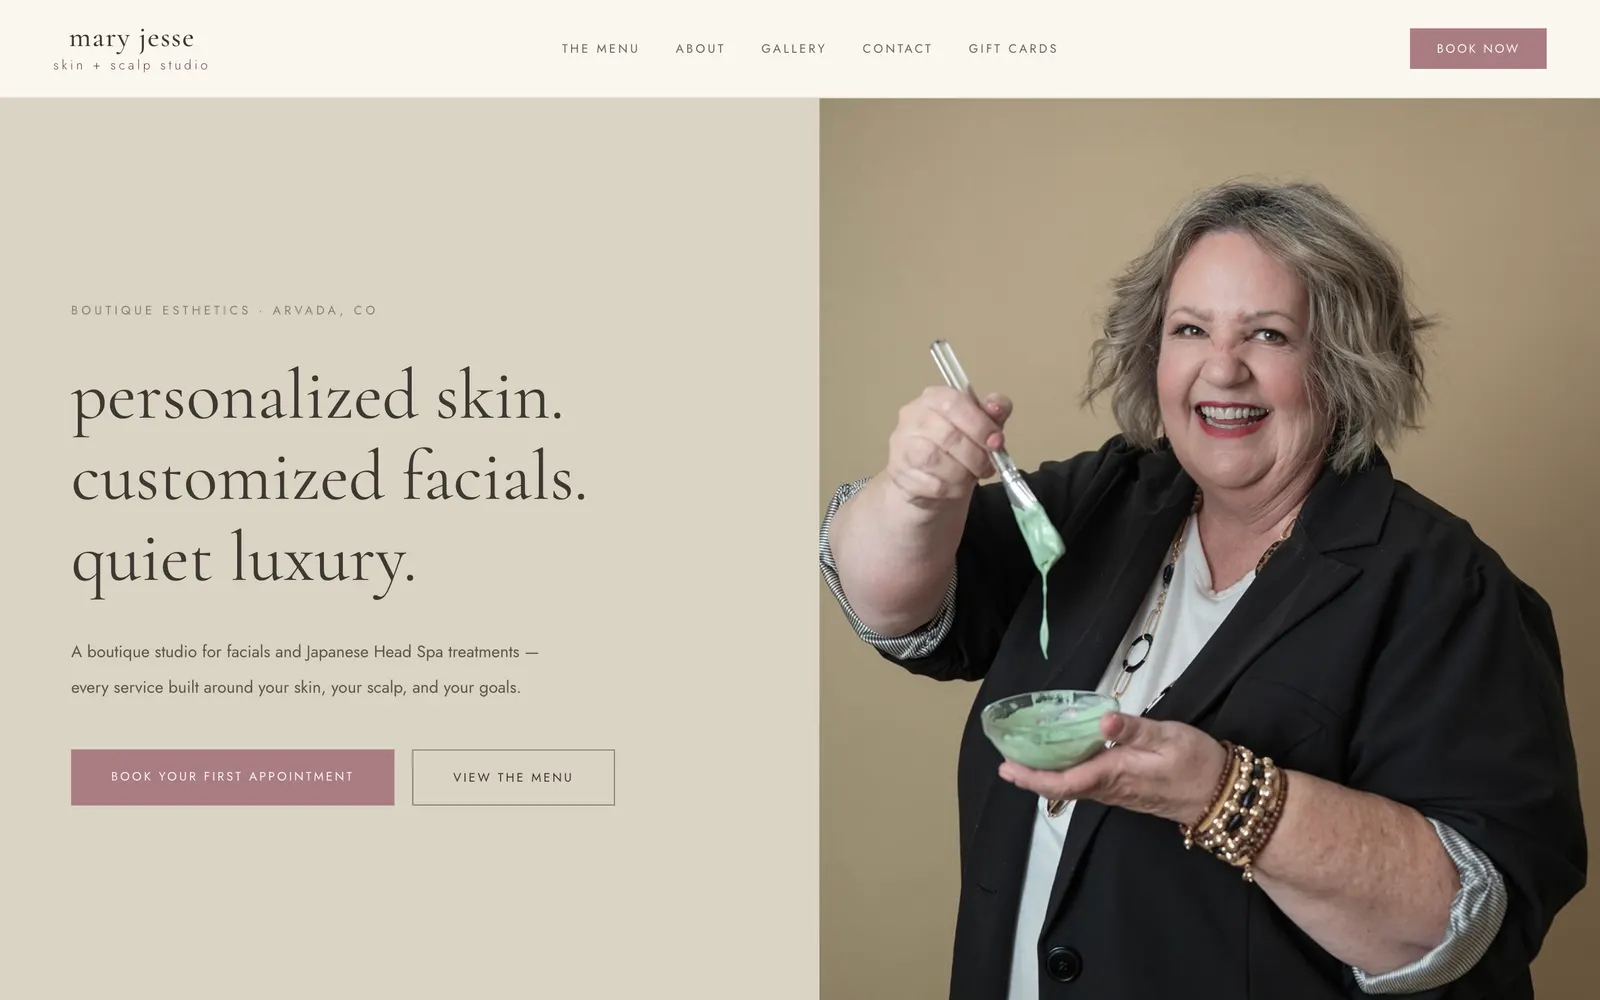 mary jesse
skin + scalp studio
THE MENU
ABOUT
GALLERY
CONTACT
GIFT CARDS
BOOK NOW
BOUTIQUE ESTHETICS · ARVADA, CO
personalized skin.
customized facials.
quiet luxury.
A boutique studio for facials and Japanese Head Spa treatments —
every service built around your skin, your scalp, and your goals.
BOOK YOUR FIRST APPOINTMENT
VIEW THE MENU